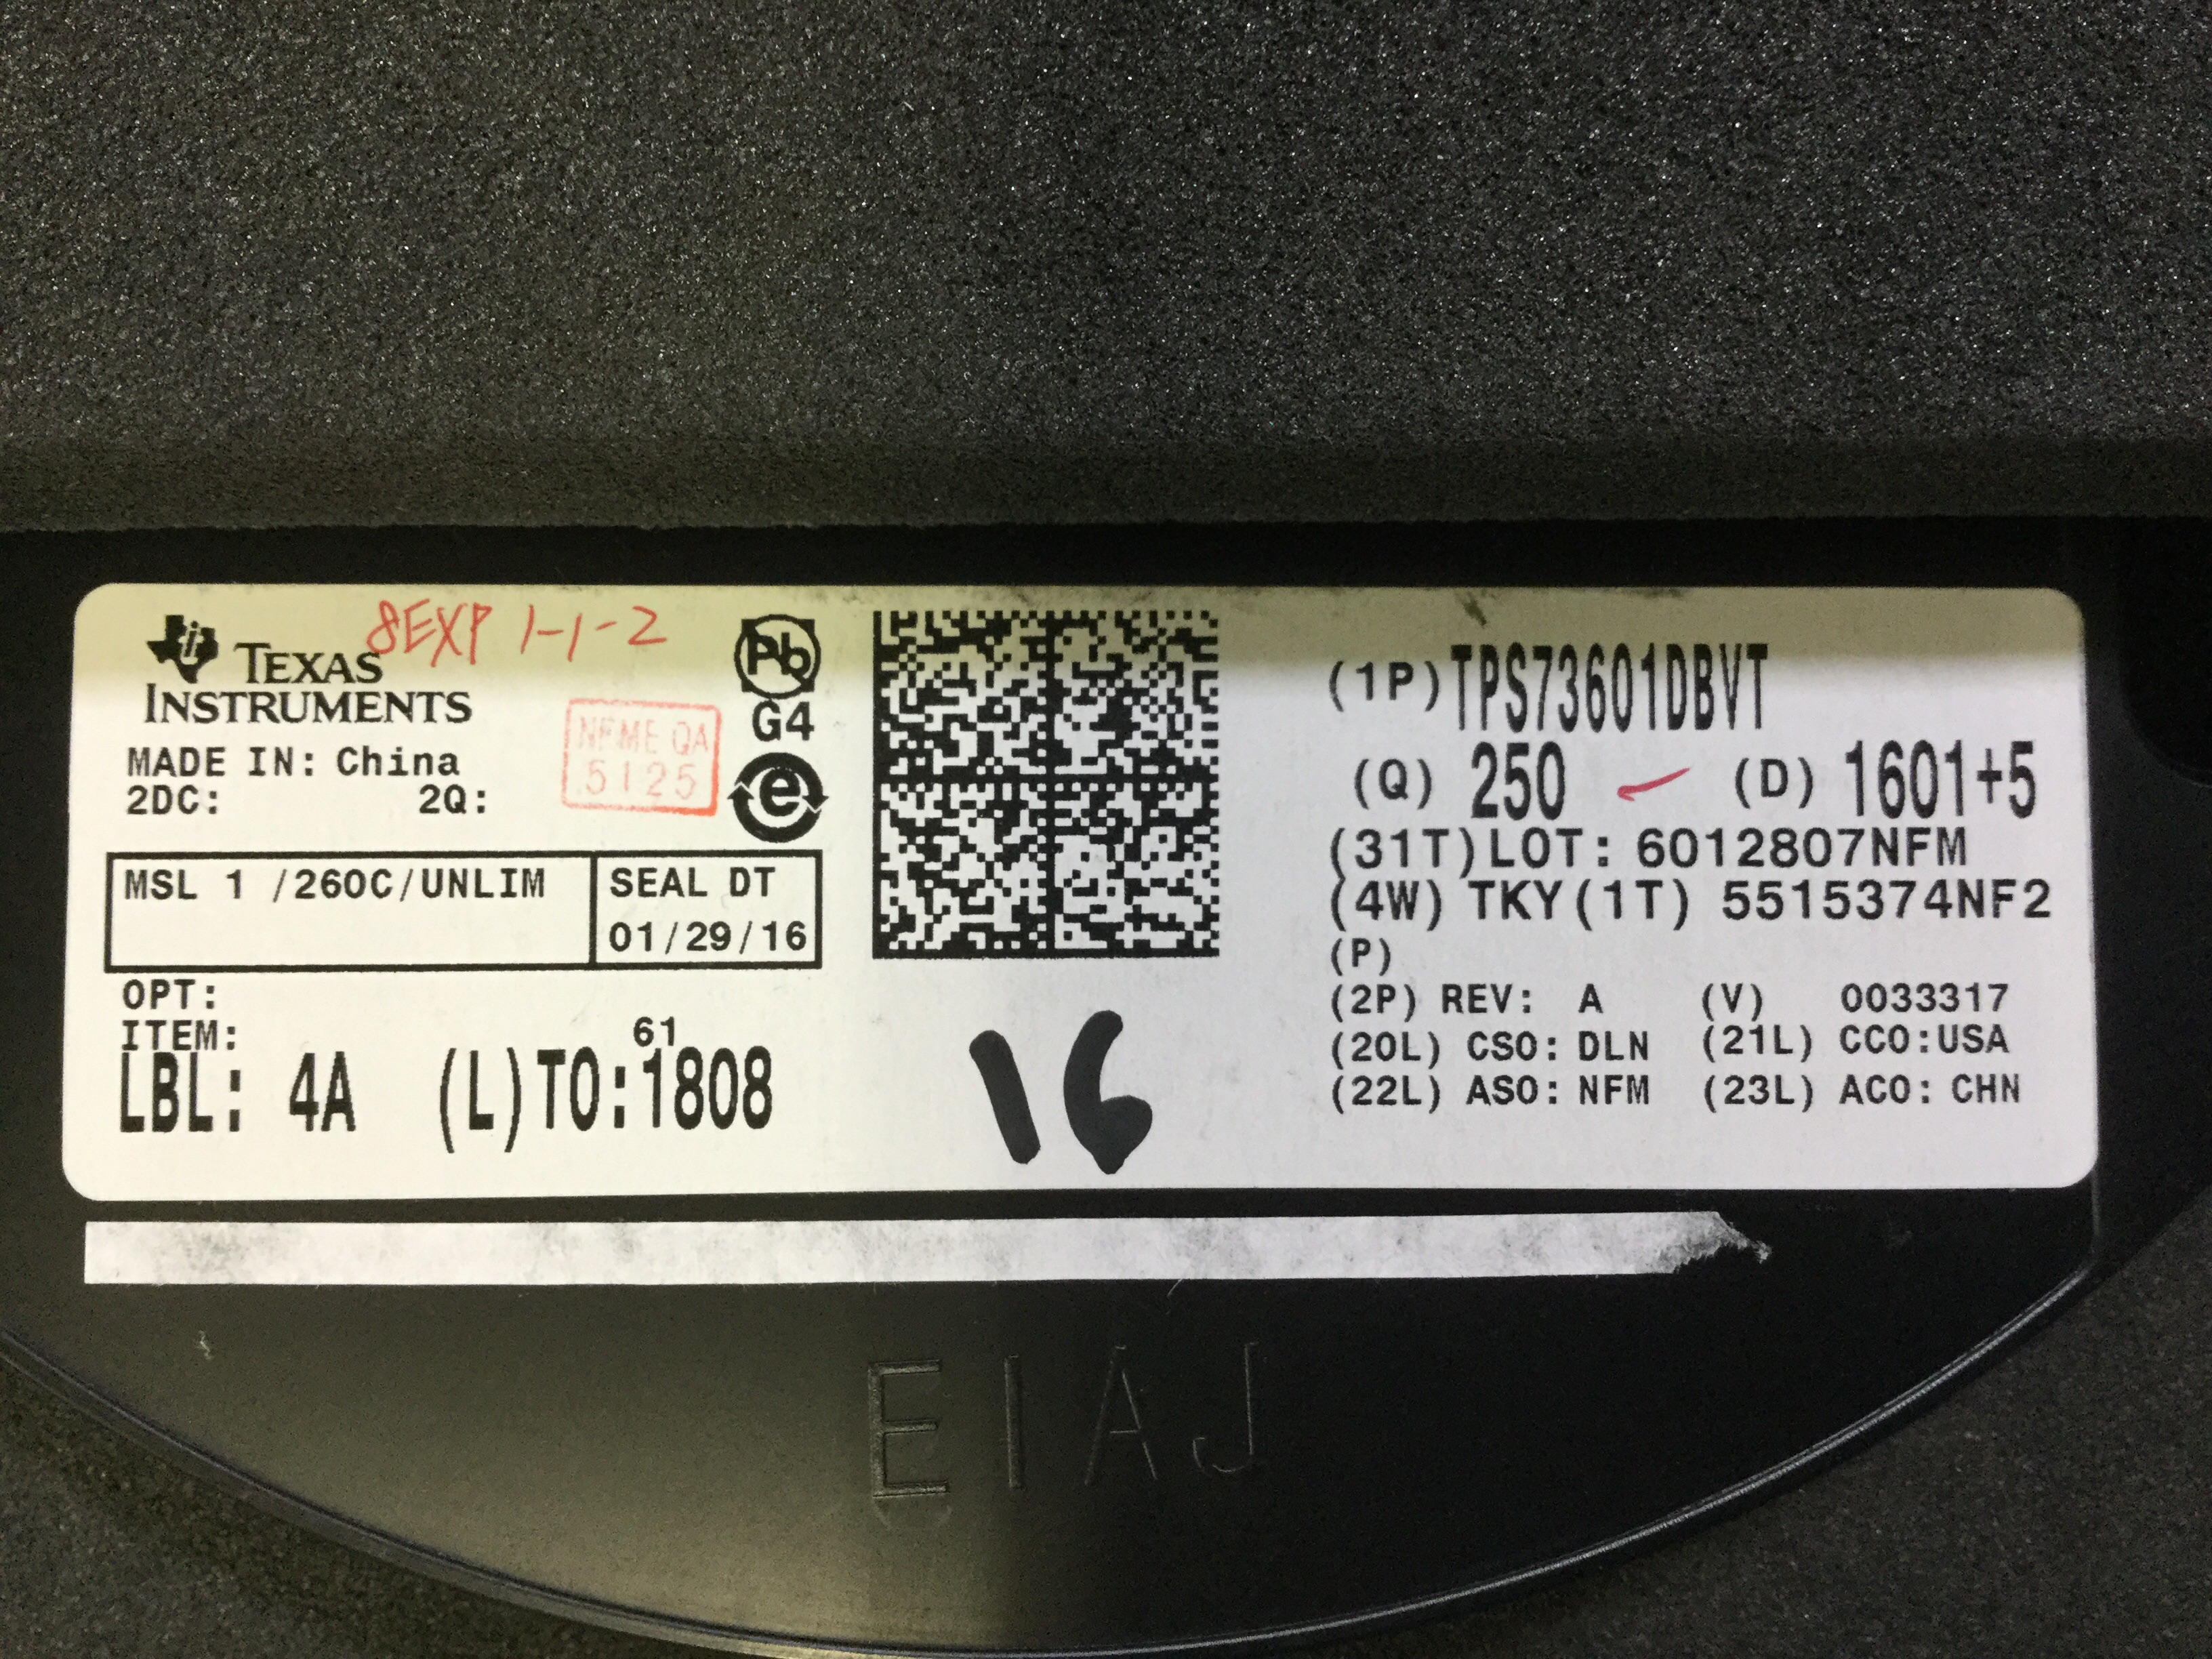 8EXP 1-1-2
TEXAS
INSTRUMENTS
MADE IN: China
2DC: 2Q:
NFME QA
5125
Pb
G4
e
MSL 1 /260C/UNLIM
SEAL DT
01/29/16
OPT:
ITEM:
61
LBL: 4A (L)TO:1808
16
(1P)TPS73601DBVT
(Q) 250 (D) 1601+5
(31T)LOT: 6012807NFM
(4W) TKY(1T) 5515374NF2
(P)
(2P) REV: A (V) 0033317
(20L) CSO: DLN (21L) CCO:USA
(22L) ASO: NFM (23L) ACO: CHN
EIAJ